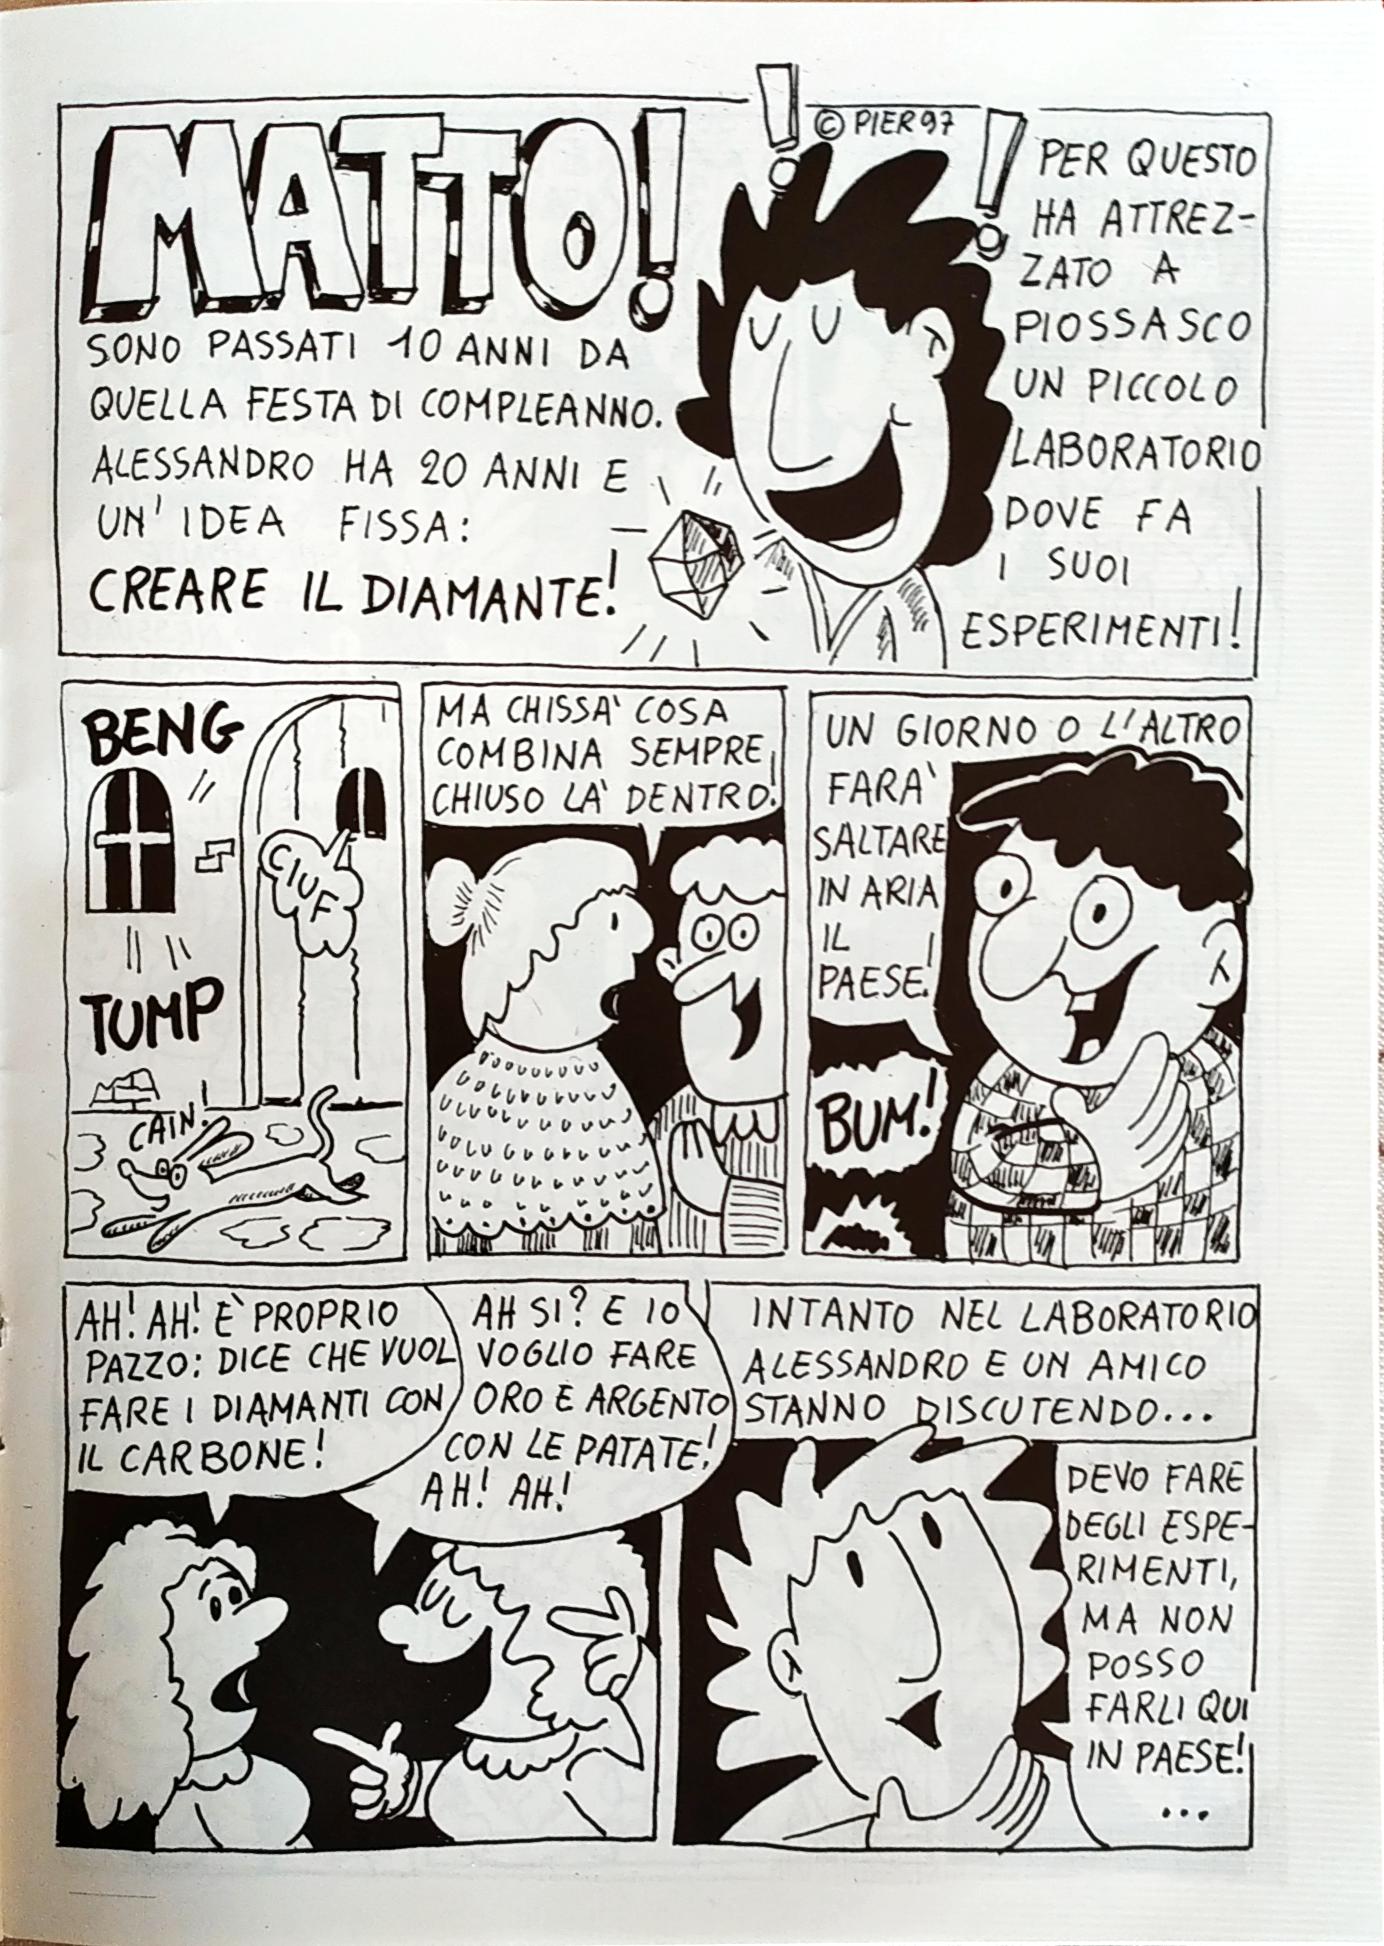 MATTO!
© PIER 97
SONO PASSATI 10 ANNI DA
QUELLA FESTA DI COMPLEANNO.
ALESSANDRO HA 20 ANNI E
UN' IDEA FISSA:
CREARE IL DIAMANTE!
! !
PER QUESTO
HA ATTREZ-
ZATO A
PIOSSASCO
UN PICCOLO
LABORATORIO
DOVE FA
I SUOI
ESPERIMENTI!
BENG
CIUF
TUMP
CAIN!
MA CHISSA' COSA
COMBINA SEMPRE
CHIUSO LA' DENTRO!
UN GIORNO O L'ALTRO
FARA'
SALTARE
IN ARIA
IL
PAESE!
BUM!
AH! AH! È PROPRIO
PAZZO: DICE CHE VUOL
FARE I DIAMANTI CON
IL CARBONE!
AH SI? E IO
VOGLIO FARE
ORO E ARGENTO
CON LE PATATE!
AH! AH!
INTANTO NEL LABORATORIO
ALESSANDRO E UN AMICO
STANNO DISCUTENDO...
DEVO FARE
DEGLI ESPE-
RIMENTI,
MA NON
POSSO
FARLI QUI
IN PAESE!
...